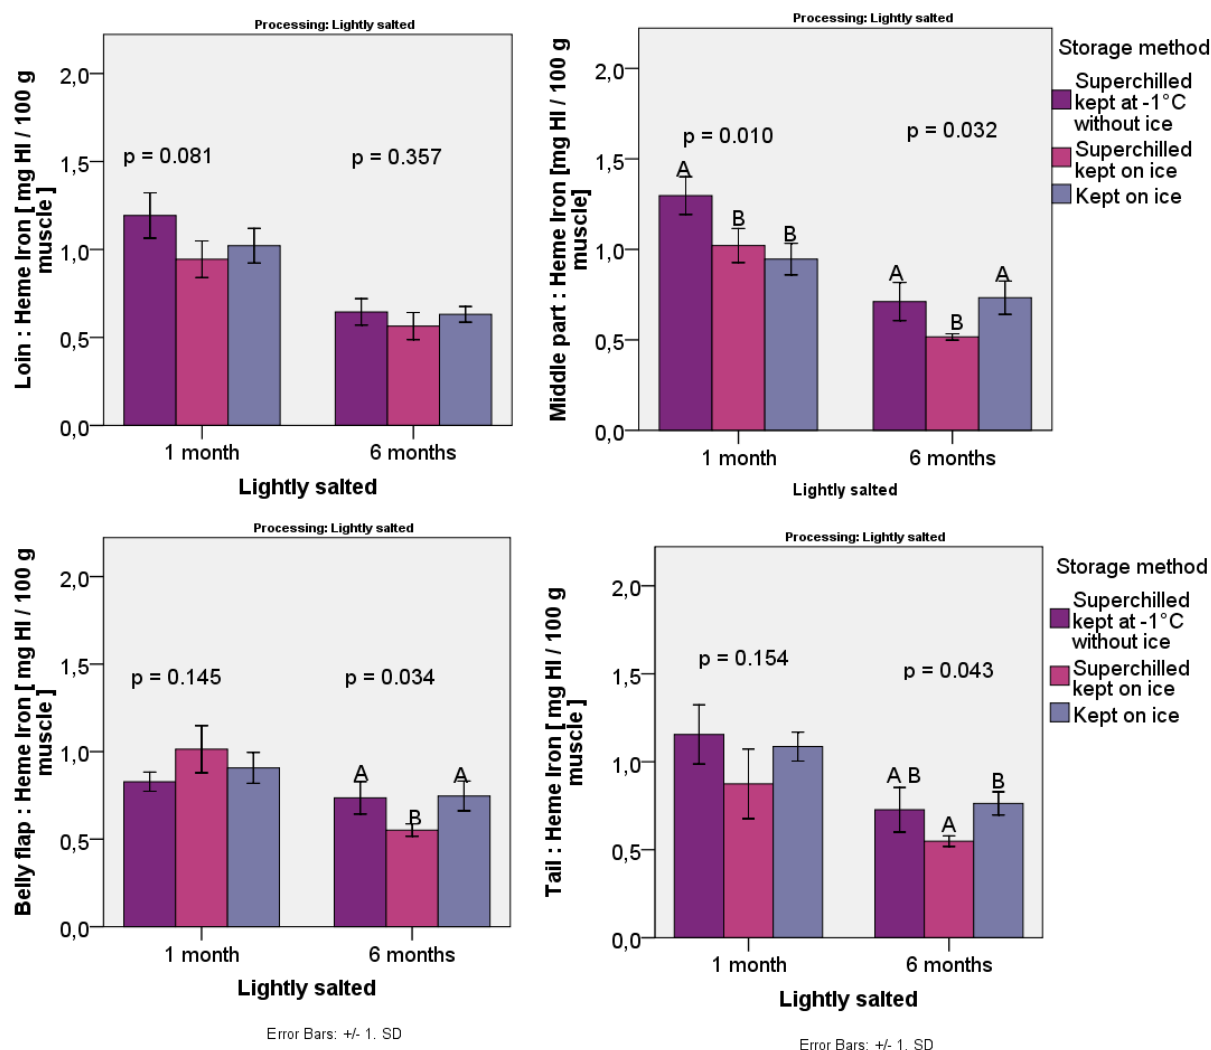 Processing: Lightly salted
Loin : Heme Iron [ mg HI / 100 g
muscle ]
2,0
1,5
1,0
0,5
0,0
p = 0.081
p = 0.357
1 month
6 months
Lightly salted
Processing: Lightly salted
Middle part : Heme Iron [mg HI / 100 g
muscle]
2,0
1,5
1,0
0,5
0,0
p = 0.010
p = 0.032
A
B
B
A
B
A
1 month
6 months
Lightly salted
Storage method
Superchilled
kept at -1°C
without ice
Superchilled
kept on ice
Kept on ice
Processing: Lightly salted
Belly flap : Heme Iron [ mg HI / 100 g
muscle ]
2,0
1,5
1,0
0,5
0,0
p = 0.145
p = 0.034
A
B
A
1 month
6 months
Lightly salted
Error Bars: +/- 1. SD
Processing: Lightly salted
Tail : Heme Iron [ mg HI / 100 g
muscle ]
2,0
1,5
1,0
0,5
0,0
p = 0.154
p = 0.043
A B
A
B
1 month
6 months
Lightly salted
Error Bars: +/- 1. SD
Storage method
Superchilled
kept at -1°C
without ice
Superchilled
kept on ice
Kept on ice